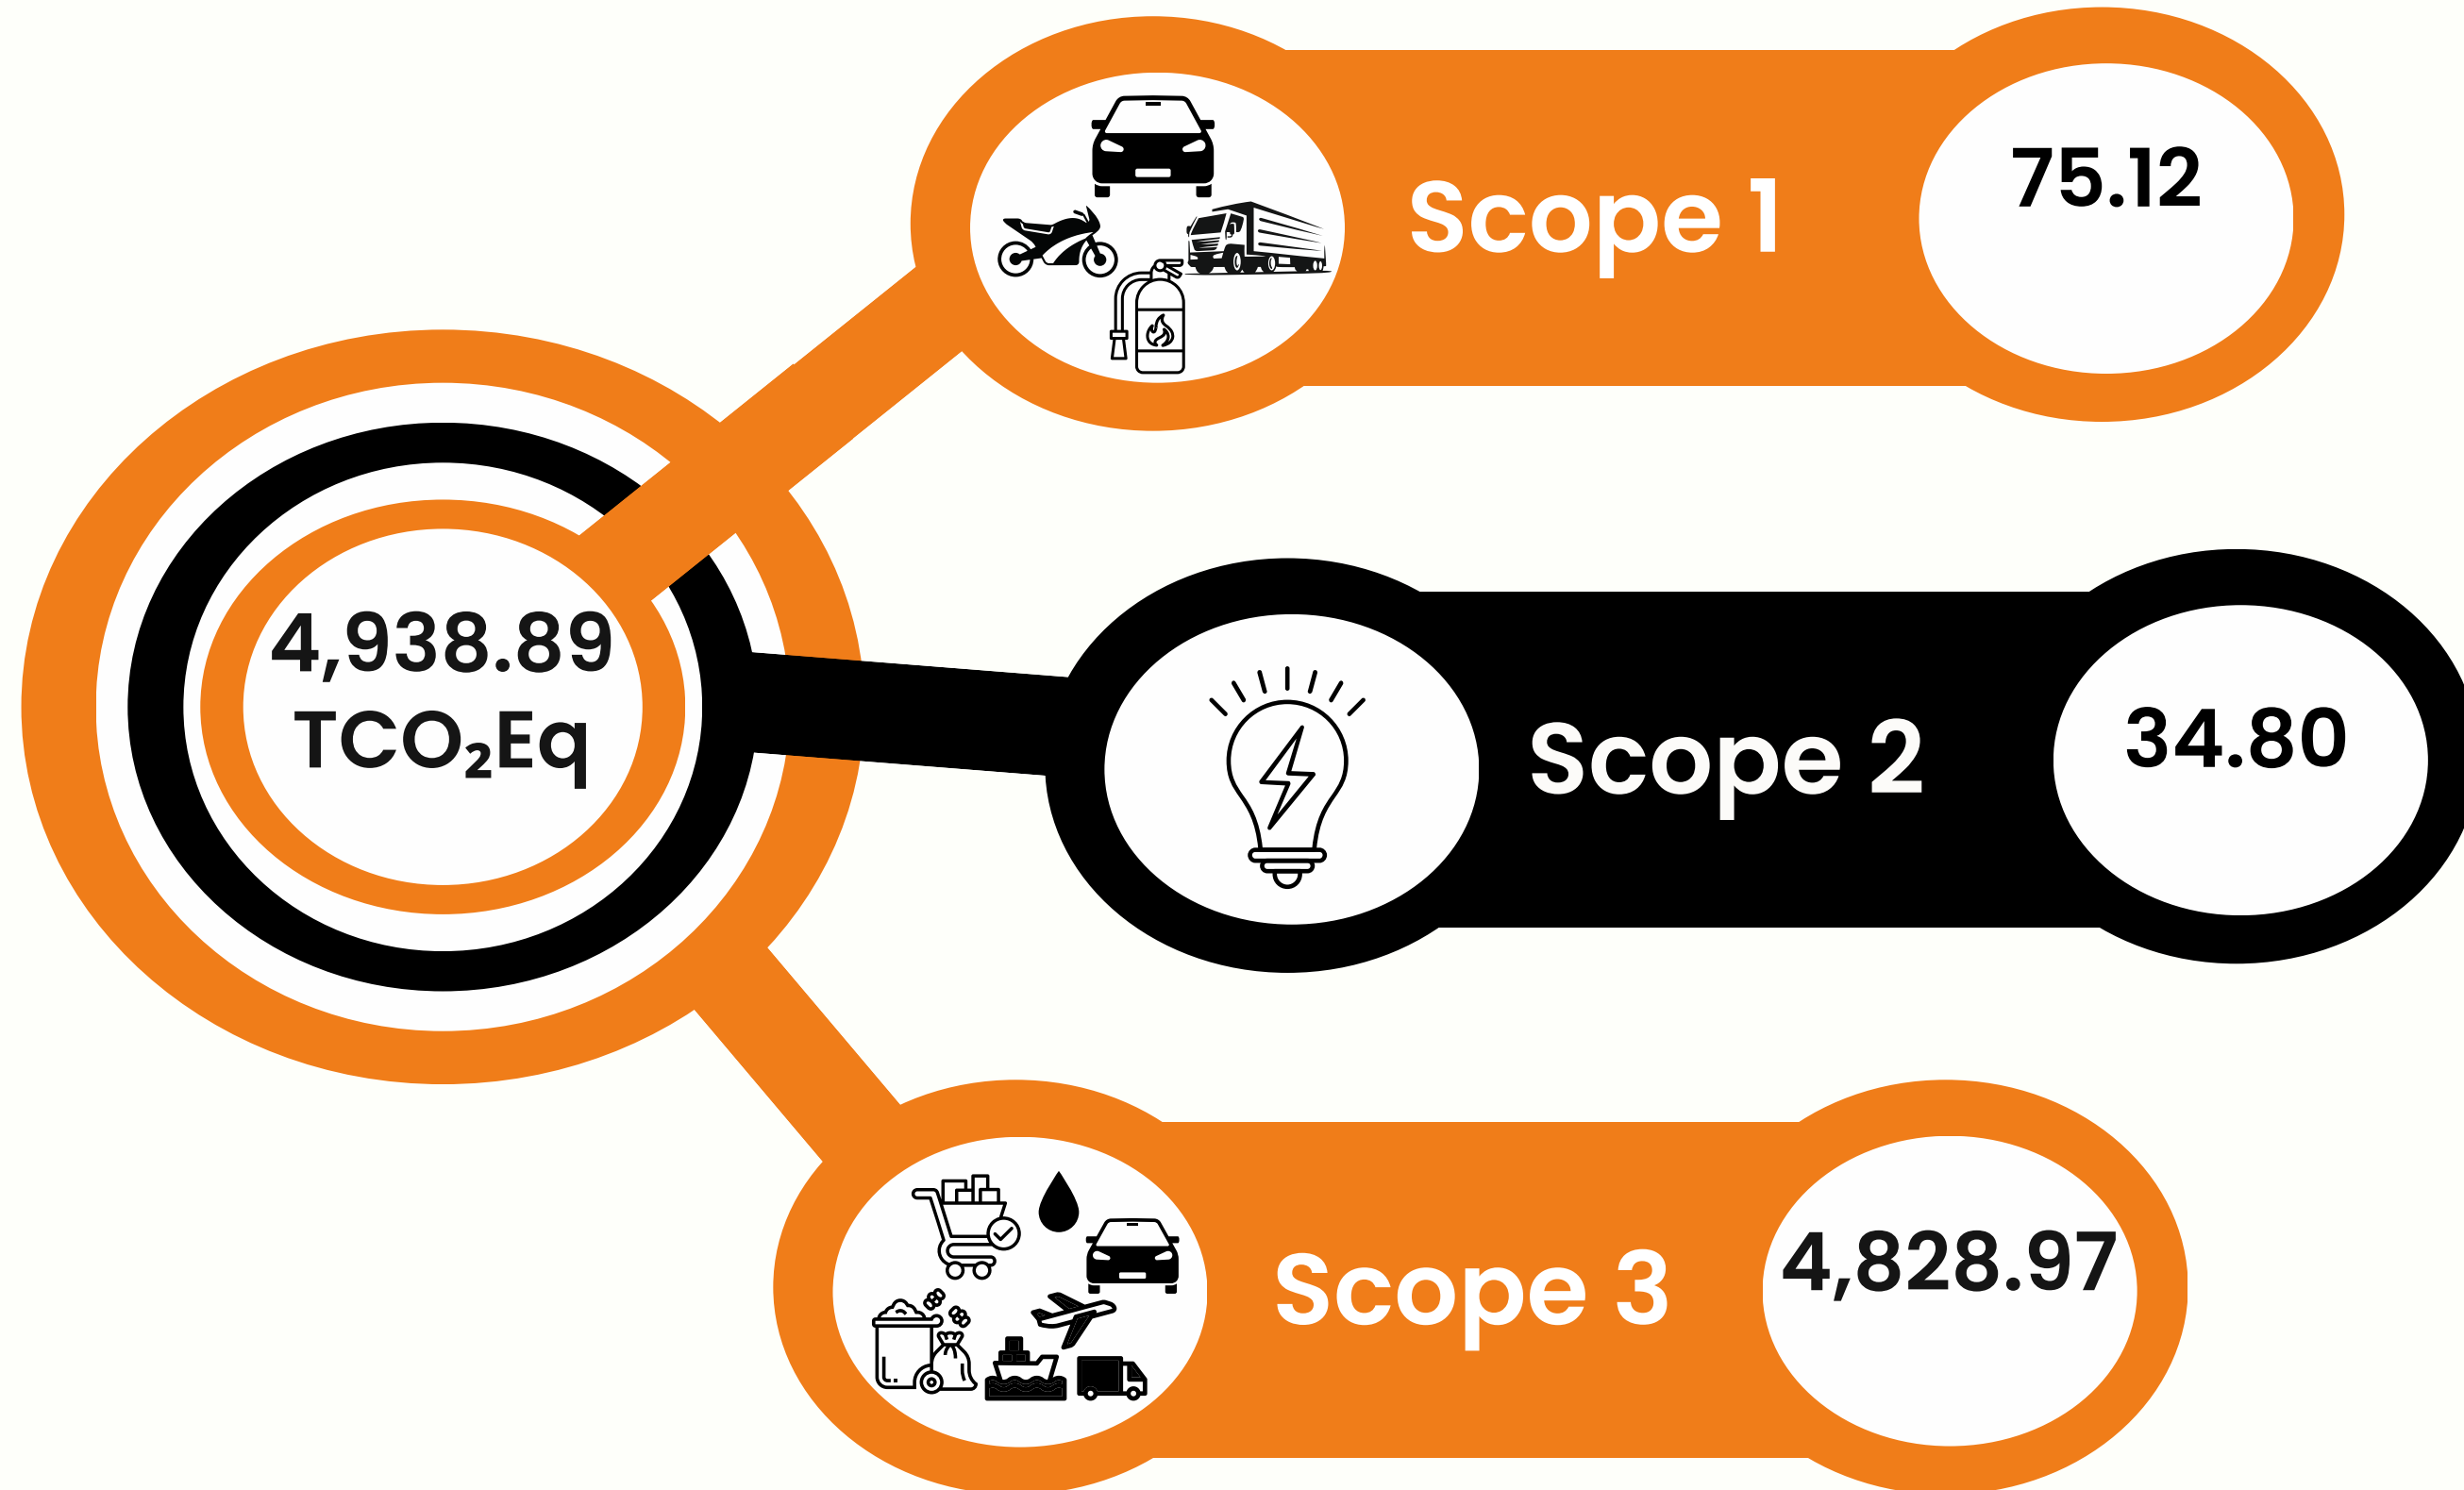 Scope 1
75.12
4,938.89
TCO₂Eq
Scope 2
34.80
Scope 3
4,828.97